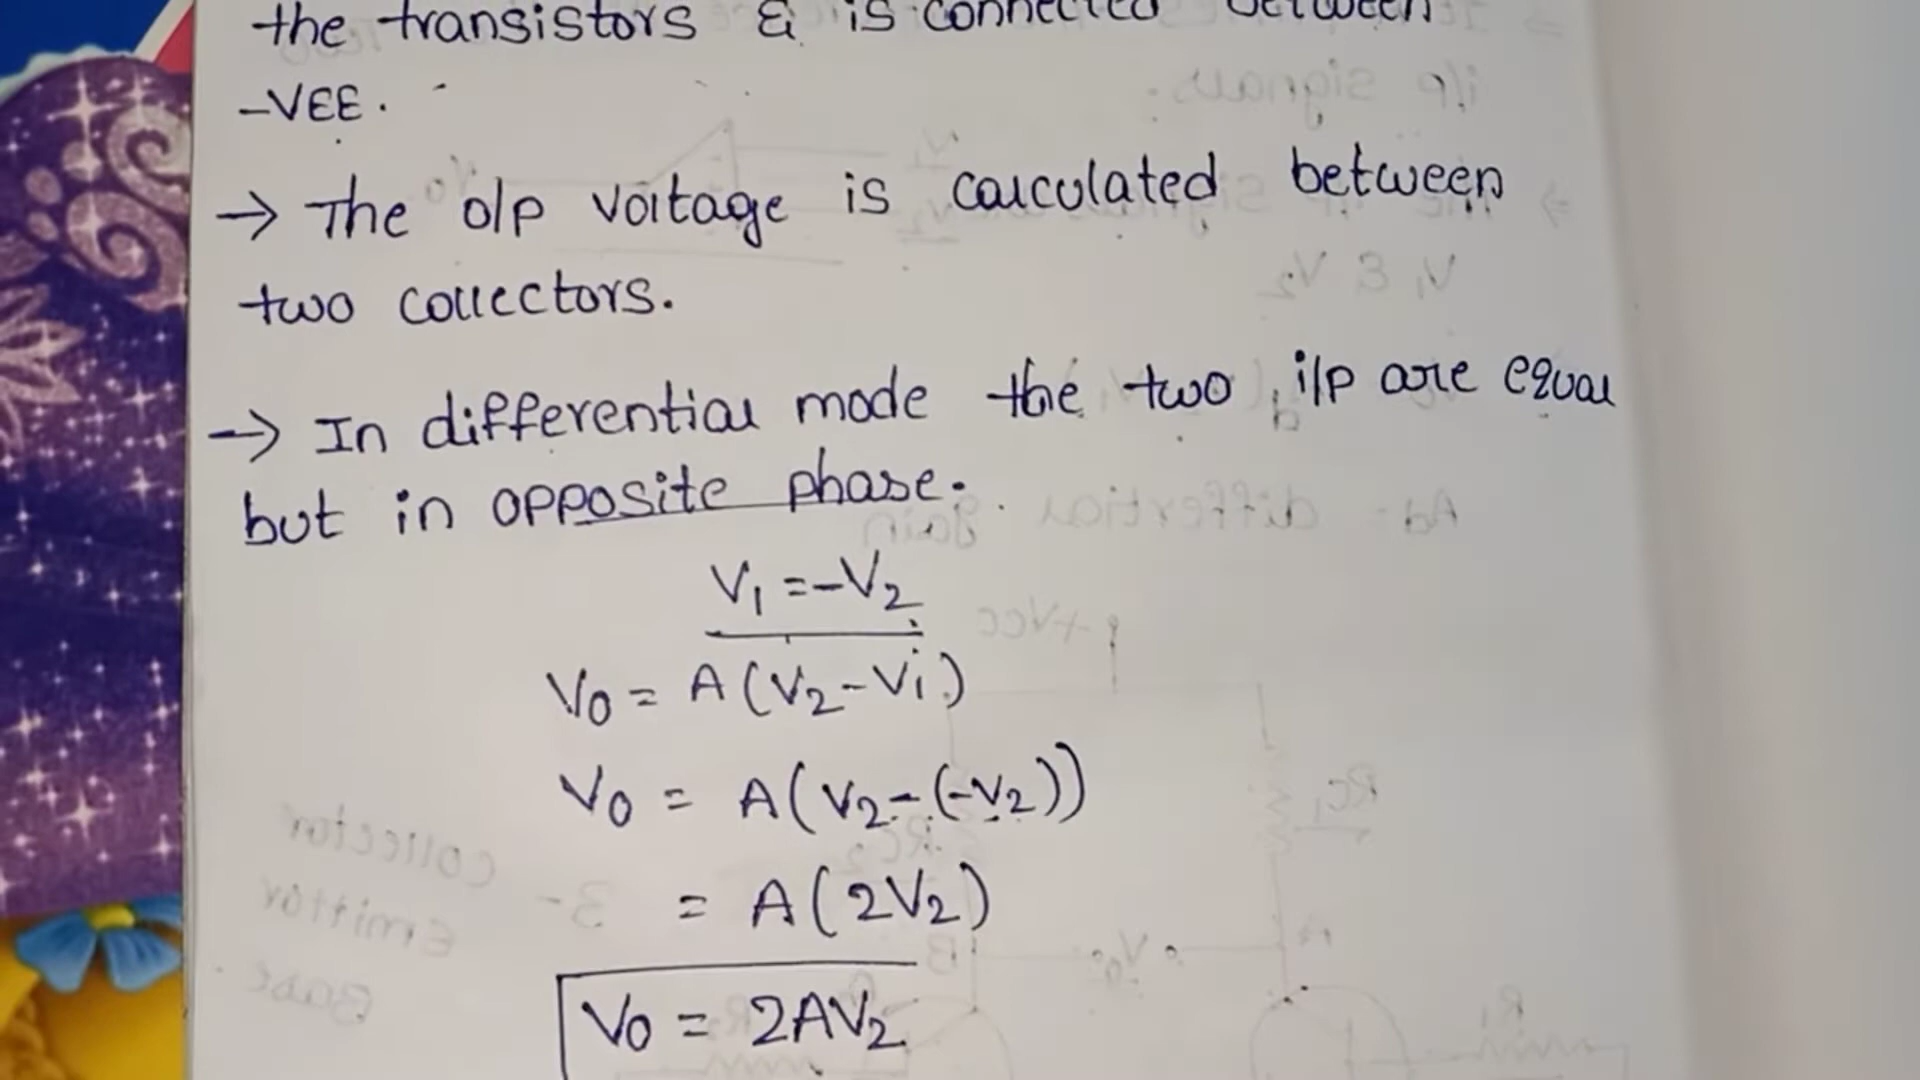 the transistors & is connected between
-VEE.
→ The o/p voltage is calculated between
two collectors.
→ In differential mode the two i/p are equal
but in opposite phase.
V1 = -V2
V0 = A(V2-V1)
V0 = A(V2-(-V2))
= A(2V2)
V0 = 2AV2